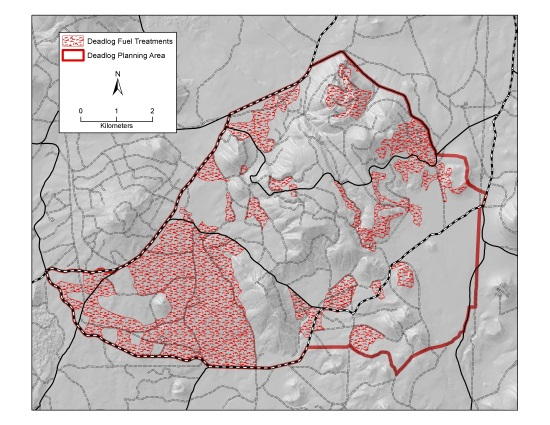 Deadlog Fuel Treatments
Deadlog Planning Area
N
0 1 2
Kilometers